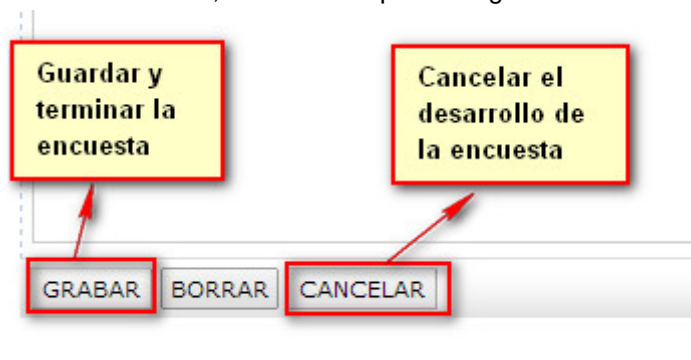 Guardar y
terminar la
encuesta
Cancelar el
desarrollo de
la encuesta
GRABAR BORRAR CANCELAR